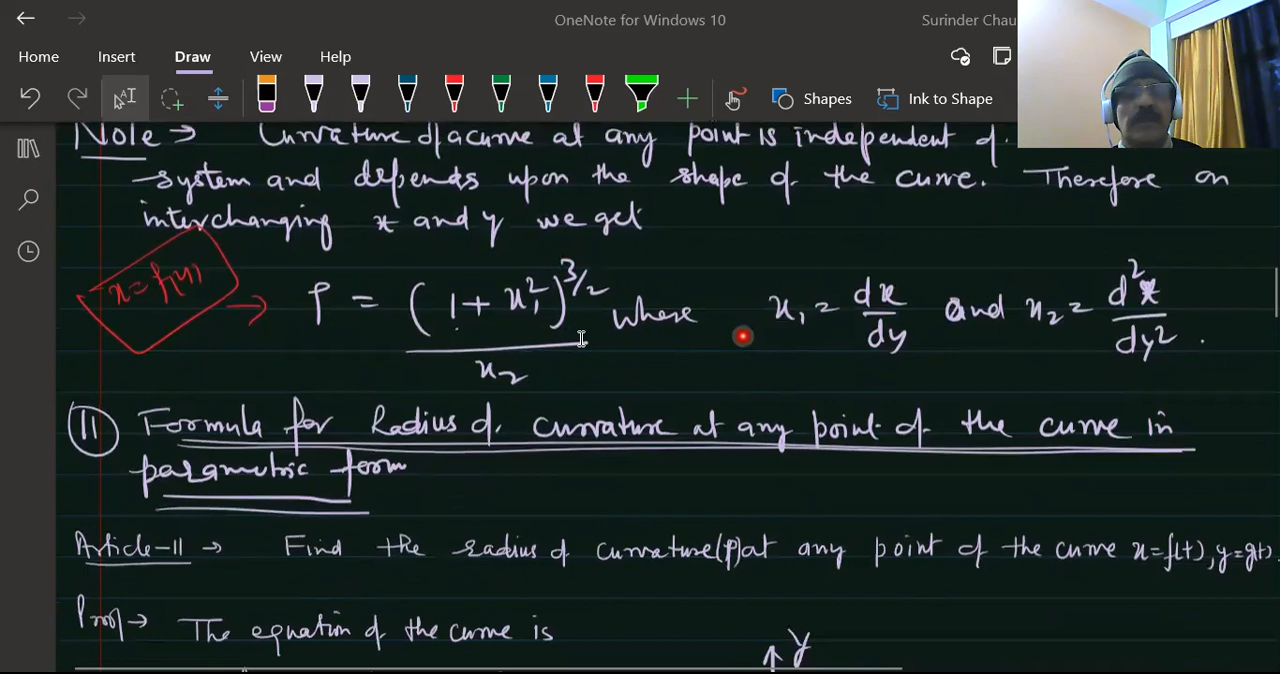 OneNote for Windows 10
Surinder Chau
Home Insert Draw View Help
Shapes Ink to Shape
Note → Curvature of a curve at any point is independent of
system and depends upon the shape of the curve. Therefore on
interchanging x and y we get
x = f(y) → ρ = (1 + x₁²)^3/2 / x₂ where x₁ = dx/dy and x₂ = d²x/dy².
II Formula for Radius of curvature at any point of the curve in
parametric form
Article-II → Find the radius of curvature (ρ) at any point of the curve x=f(t), y=g(t).
Proof → The equation of the curve is
Y